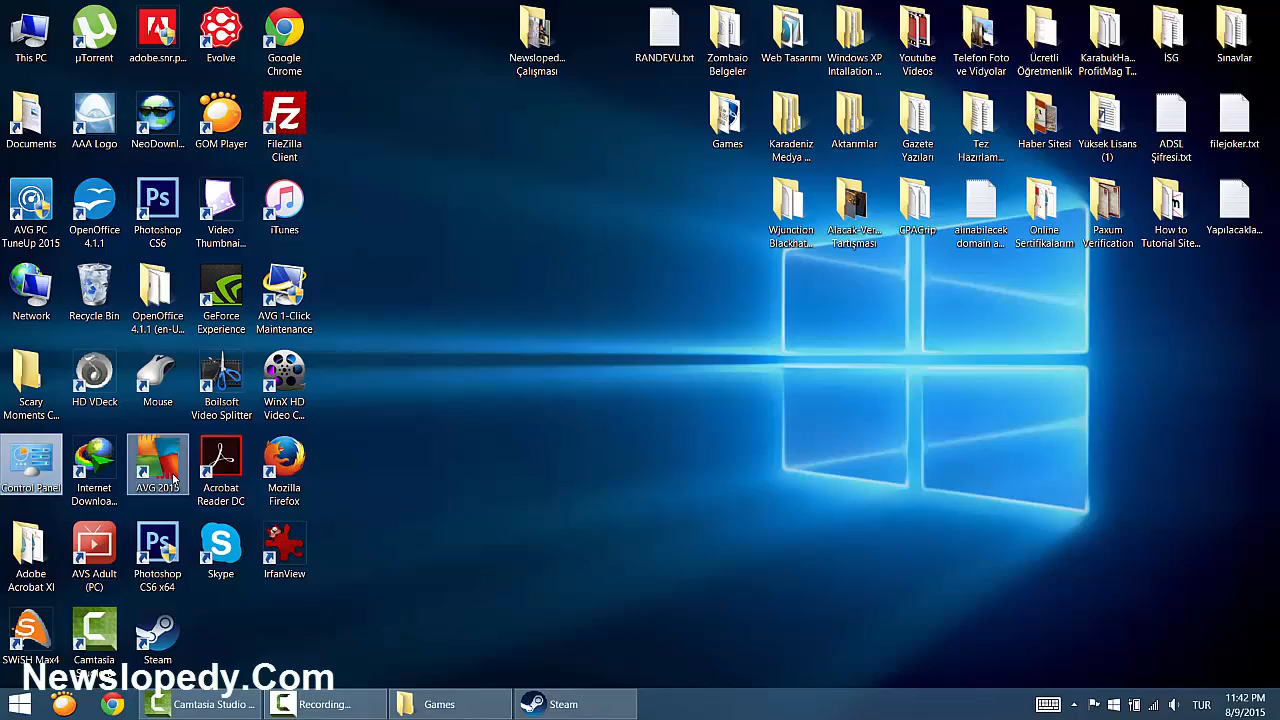 This PC
µTorrent
adobe.snr.p...
Evolve
Google
Chrome
Newsloped...
Çalışması
RANDEVU.txt
Zombaio
Belgeler
Web Tasarımı
Windows XP
Intallation ...
Youtube
Videos
Telefon Foto
ve Vidyolar
Ücretli
Öğretmenlik
KarabukHa...
ProfitMag T...
İSG
Sınavlar
Documents
AAA Logo
NeoDownl...
GOM Player
FileZilla
Client
Games
Karadeniz
Medya ...
Aktarımlar
Gazete
Yazıları
Tez
Hazırlam...
Haber Sitesi
Yüksek Lisans
(1)
ADSL
Şifresi.txt
filejoker.txt
AVG PC
TuneUp 2015
OpenOffice
4.1.1
Photoshop
CS6
Video
Thumbnai...
iTunes
Wjunction
Blackhat...
Alacak-Ver...
Tartışması
CPAGrip
alınabilecek
domain a...
Online
Sertifikalarım
Paxum
Verification
How to
Tutorial Site...
Yapılacakla...
Network
Recycle Bin
OpenOffice
4.1.1 (en-U...
GeForce
Experience
AVG 1-Click
Maintenance
Scary
Moments C...
HD VDeck
Mouse
Boilsoft
Video Splitter
WinX HD
Video C...
Control Panel
Internet
Downloa...
AVG 2015
Acrobat
Reader DC
Mozilla
Firefox
Adobe
Acrobat XI
AVS Adult
(PC)
Photoshop
CS6 x64
Skype
IrfanView
SWiSH Max4
Camtasia
Steam
Newslopedy.Com
Camtasia Studio ...
Recording...
Games
Steam
TUR
11:42 PM
8/9/2015